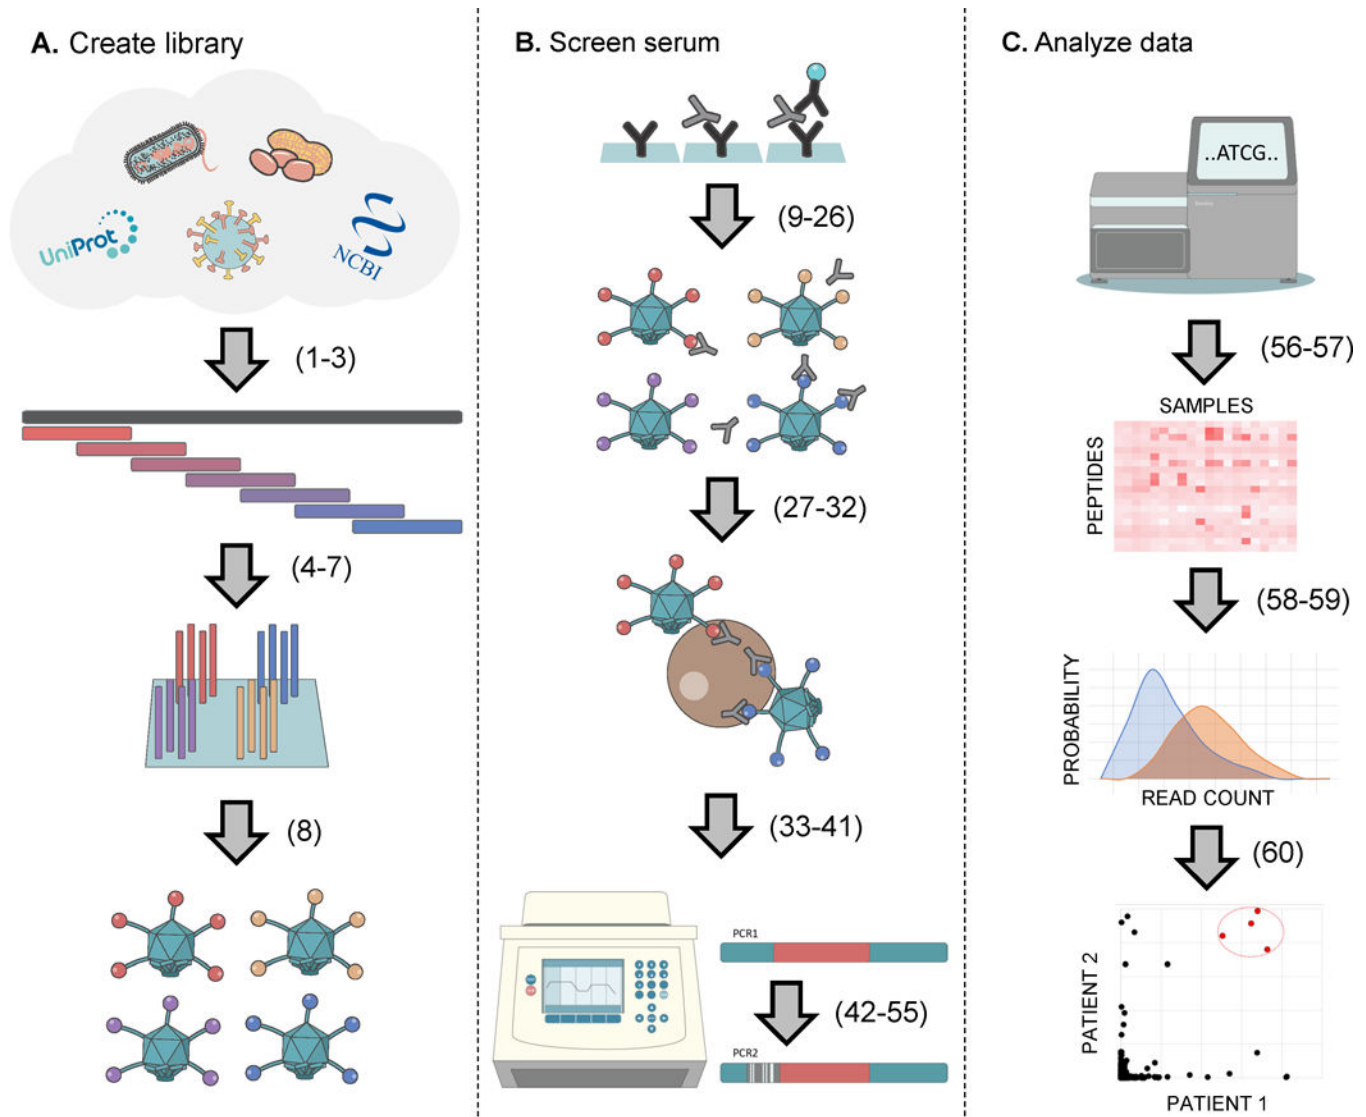 A. Create library
UniProt
NCBI
(1-3)
(4-7)
(8)
B. Screen serum
(9-26)
(27-32)
(33-41)
PCR1
(42-55)
PCR2
C. Analyze data
..ATCG..
(56-57)
SAMPLES
PEPTIDES
(58-59)
PROBABILITY
READ COUNT
(60)
PATIENT 2
PATIENT 1